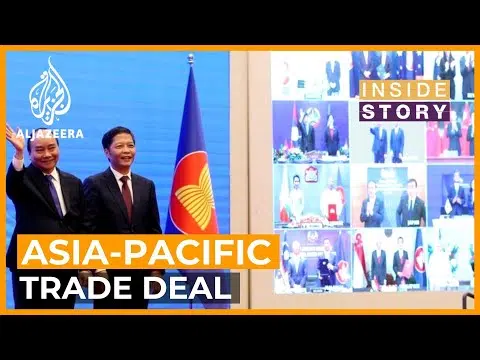 ALJAZEERA
INSIDE
STORY
ASIA-PACIFIC
TRADE DEAL